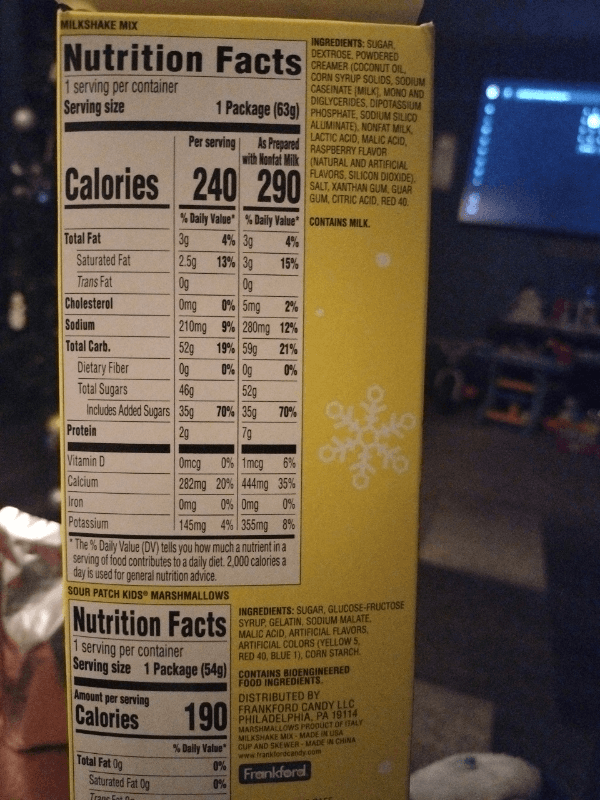 MILKSHAKE MIX
Nutrition Facts
1 serving per container
Serving size 1 Package (63g)
Per serving As Prepared with Nonfat Milk
Calories 240 290
% Daily Value* % Daily Value*
Total Fat 3g 4% 3g 4%
Saturated Fat 2.5g 13% 3g 15%
Trans Fat 0g 0g
Cholesterol 0mg 0% 5mg 2%
Sodium 210mg 9% 280mg 12%
Total Carb. 52g 19% 59g 21%
Dietary Fiber 0g 0% 0g 0%
Total Sugars 46g 52g
Includes Added Sugars 35g 70% 35g 70%
Protein 2g 7g
Vitamin D 0mcg 0% 1mcg 6%
Calcium 282mg 20% 444mg 35%
Iron 0mg 0% 0mg 0%
Potassium 145mg 4% 355mg 8%
* The % Daily Value (DV) tells you how much a nutrient in a
serving of food contributes to a daily diet. 2,000 calories a
day is used for general nutrition advice.
INGREDIENTS: SUGAR,
DEXTROSE, POWDERED
CREAMER (COCONUT OIL,
CORN SYRUP SOLIDS, SODIUM
CASEINATE [MILK], MONO AND
DIGLYCERIDES, DIPOTASSIUM
PHOSPHATE, SODIUM SILICO
ALUMINATE), NONFAT MILK,
LACTIC ACID, MALIC ACID,
RASPBERRY FLAVOR
(NATURAL AND ARTIFICIAL
FLAVORS, SILICON DIOXIDE),
SALT, XANTHAN GUM, GUAR
GUM, CITRIC ACID, RED 40.
CONTAINS MILK.
SOUR PATCH KIDS® MARSHMALLOWS
Nutrition Facts
1 serving per container
Serving size 1 Package (54g)
Amount per serving
Calories 190
% Daily Value*
Total Fat 0g 0%
Saturated Fat 0g 0%
Trans Fat
INGREDIENTS: SUGAR, GLUCOSE-FRUCTOSE
SYRUP, GELATIN, SODIUM MALATE,
MALIC ACID, ARTIFICIAL FLAVORS,
ARTIFICIAL COLORS (YELLOW 5,
RED 40, BLUE 1), CORN STARCH.
CONTAINS BIOENGINEERED
FOOD INGREDIENTS.
DISTRIBUTED BY
FRANKFORD CANDY LLC
PHILADELPHIA, PA 19114
MARSHMALLOWS PRODUCT OF ITALY
MILKSHAKE MIX - MADE IN USA
CUP AND SKEWER - MADE IN CHINA
www.frankfordcandy.com
Frankford